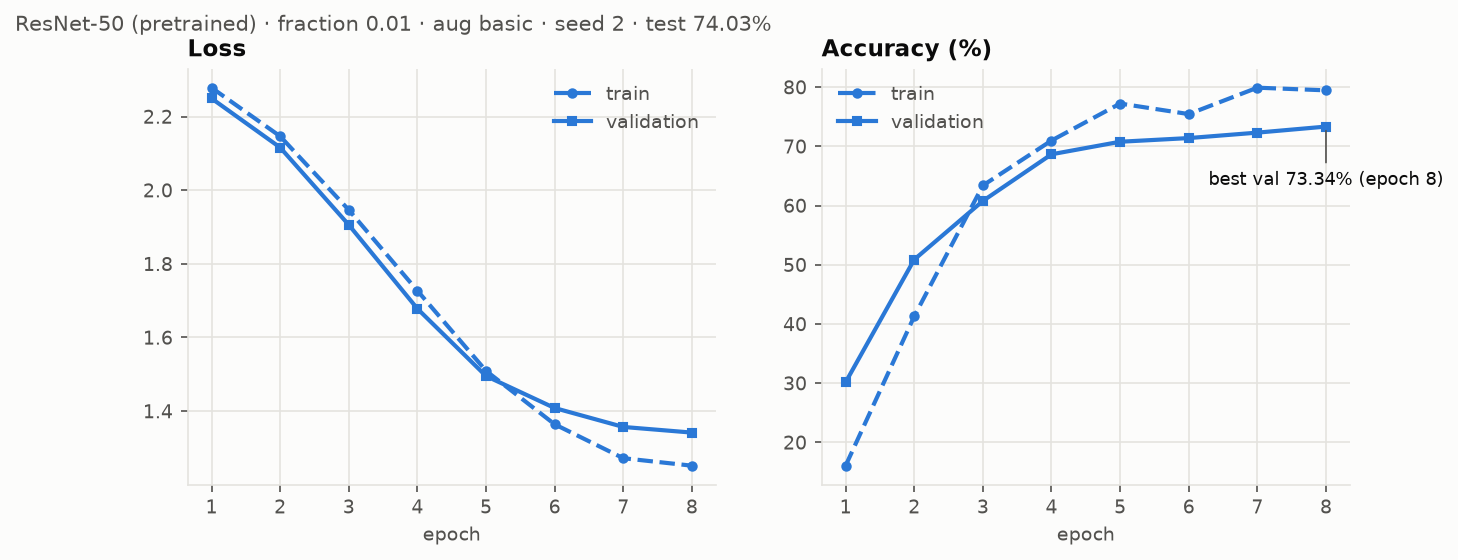 ResNet-50 (pretrained) · fraction 0.01 · aug basic · seed 2 · test 74.03%
Loss
train
validation
2.2
2.0
1.8
1.6
1.4
1 2 3 4 5 6 7 8
epoch
Accuracy (%)
train
validation
80
70
60
50
40
30
20
best val 73.34% (epoch 8)
1 2 3 4 5 6 7 8
epoch